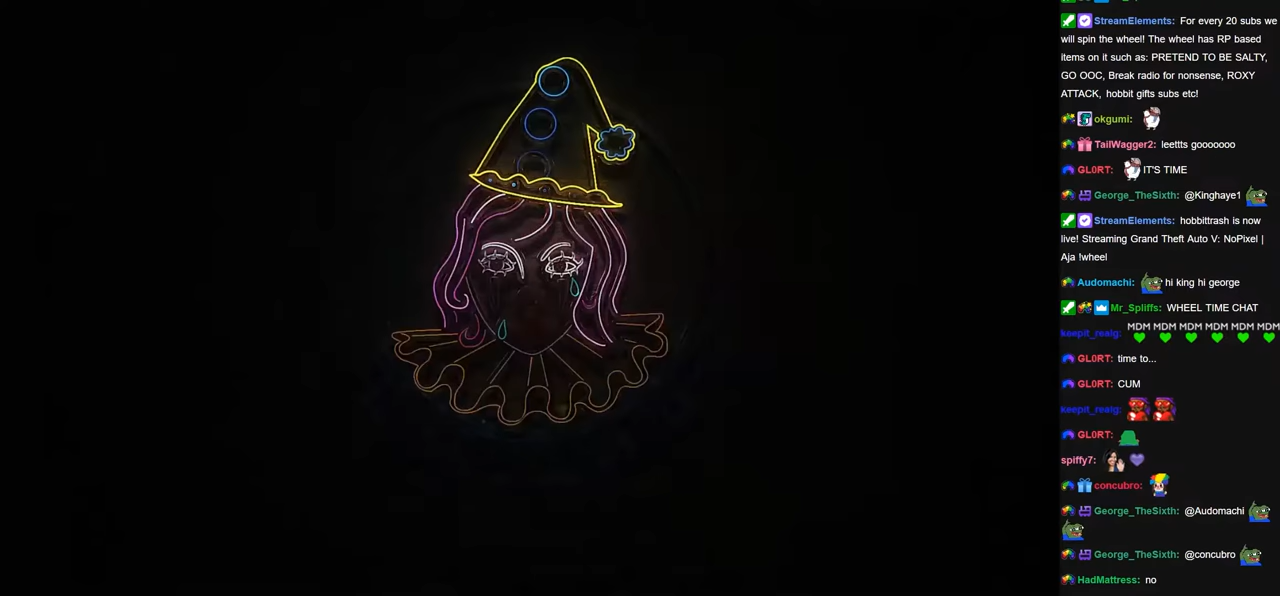 StreamElements: For every 20 subs we
will spin the wheel! The wheel has RP based
items on it such as: PRETEND TO BE SALTY,
GO OOC, Break radio for nonsense, ROXY
ATTACK, hobbit gifts subs etc!
okgumi:
TailWagger2: leettts gooooooo
GL0RT: IT'S TIME
George_TheSixth: @Kinghaye1
StreamElements: hobbittrash is now
live! Streaming Grand Theft Auto V: NoPixel |
Aja !wheel
Audomachi: hi king hi george
Mr_Spliffs: WHEEL TIME CHAT
keepit_realg: MDM MDM MDM MDM MDM MDM
GL0RT: time to...
GL0RT: CUM
keepit_realg:
GL0RT:
spiffy7:
concubro:
George_TheSixth: @Audomachi
George_TheSixth: @concubro
HadMattress: no